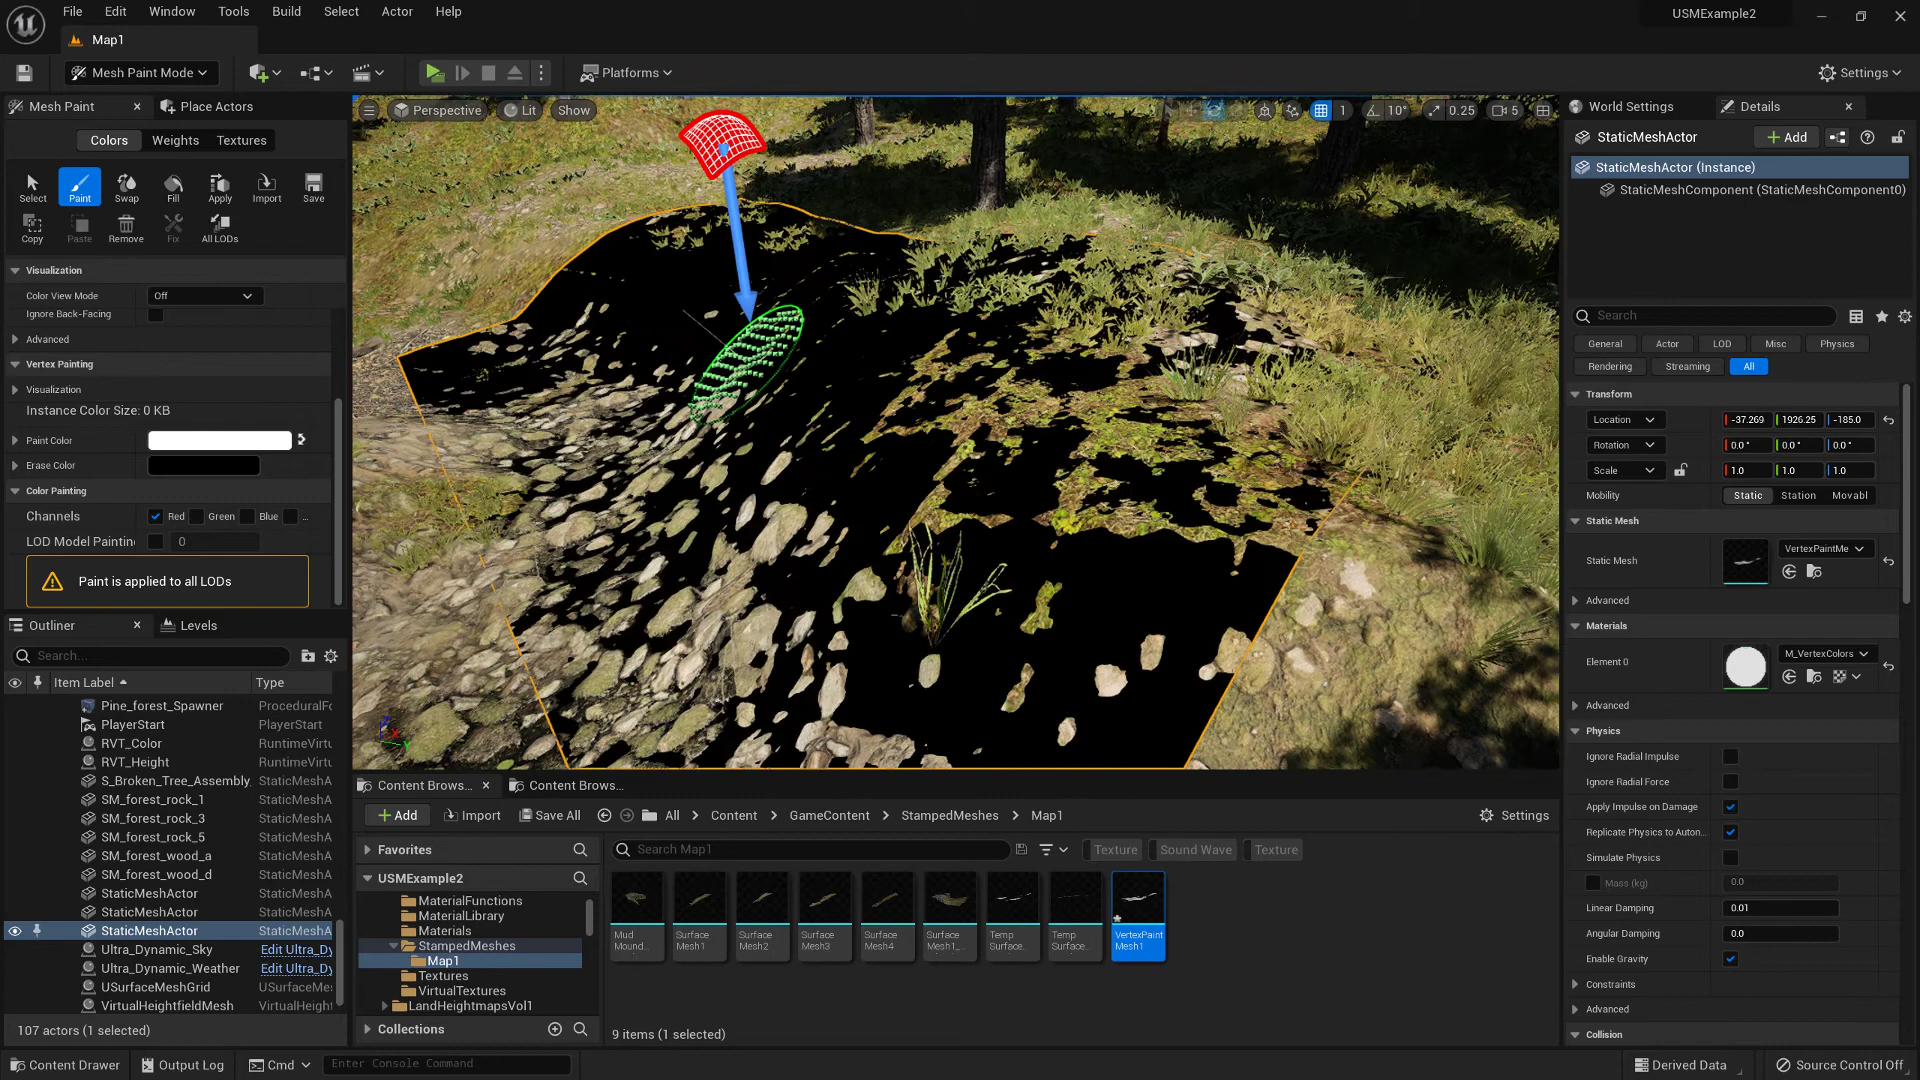 File Edit Window Tools Build Select Actor Help
USMExample2
Map1
Mesh Paint Mode
Platforms
Settings
Mesh Paint
Place Actors
Colors Weights Textures
Select Paint Swap Fill Apply Import Save
Copy Paste Remove Fix All LODs
Visualization
Color View Mode Off
Ignore Back-Facing
Advanced
Vertex Painting
Visualization
Instance Color Size: 0 KB
Paint Color
Erase Color
Color Painting
Channels Red Green Blue ...
LOD Model Paintin 0
Paint is applied to all LODs
Outliner
Levels
Search...
Item Label Type
Pine_forest_Spawner ProceduralFo
PlayerStart PlayerStart
RVT_Color RuntimeVirtu
RVT_Height RuntimeVirtu
S_Broken_Tree_Assembly_ StaticMeshA
SM_forest_rock_1 StaticMeshA
SM_forest_rock_3 StaticMeshA
SM_forest_rock_5 StaticMeshA
SM_forest_wood_a StaticMeshA
SM_forest_wood_d StaticMeshA
StaticMeshActor StaticMeshA
StaticMeshActor StaticMeshA
StaticMeshActor StaticMeshA
Ultra_Dynamic_Sky Edit Ultra_Dy
Ultra_Dynamic_Weather Edit Ultra_Dy
USurfaceMeshGrid USurfaceMes
VirtualHeightfieldMesh VirtualHeight
107 actors (1 selected)
Perspective Lit Show
1 10° 0.25 5
Z X Y
Content Brows...
Content Brows...
Add Import Save All All Content GameContent StampedMeshes Map1 Settings
Favorites
USMExample2
MaterialFunctions
MaterialLibrary
Materials
StampedMeshes
Map1
Textures
VirtualTextures
LandHeightmapsVol1
Collections
Search Map1
Texture Sound Wave Texture
Mud Mound...
Surface Mesh1
Surface Mesh2
Surface Mesh3
Surface Mesh4
Surface Mesh1_...
Temp Surface...
Temp Surface...
VertexPaint Mesh1
9 items (1 selected)
World Settings
Details
StaticMeshActor
Add
StaticMeshActor (Instance)
StaticMeshComponent (StaticMeshComponent0)
Search
General Actor LOD Misc Physics
Rendering Streaming All
Transform
Location -37.269 1926.25 -185.0
Rotation 0.0° 0.0° 0.0°
Scale 1.0 1.0 1.0
Mobility Static Station Movabl
Static Mesh
Static Mesh VertexPaintMe
Advanced
Materials
Element 0 M_VertexColors
Advanced
Physics
Ignore Radial Impulse
Ignore Radial Force
Apply Impulse on Damage
Replicate Physics to Auton...
Simulate Physics
Mass (kg) 0.0
Linear Damping 0.01
Angular Damping 0.0
Enable Gravity
Constraints
Advanced
Collision
Content Drawer Output Log Cmd Enter Console Command
Derived Data Source Control Off